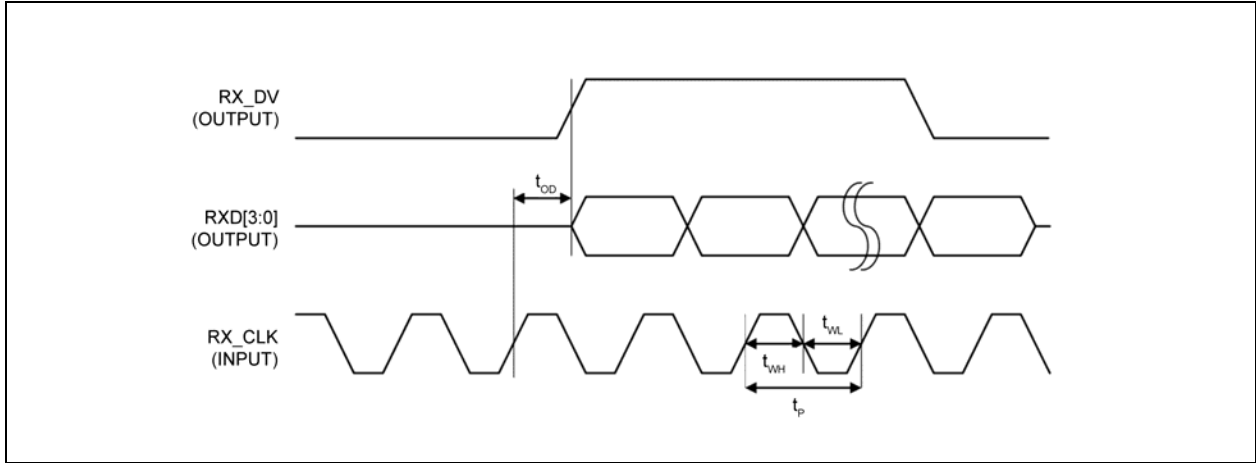 RX_DV
(OUTPUT)
tOD
RXD[3:0]
(OUTPUT)
RX_CLK
(INPUT)
tWL
tWH
tP